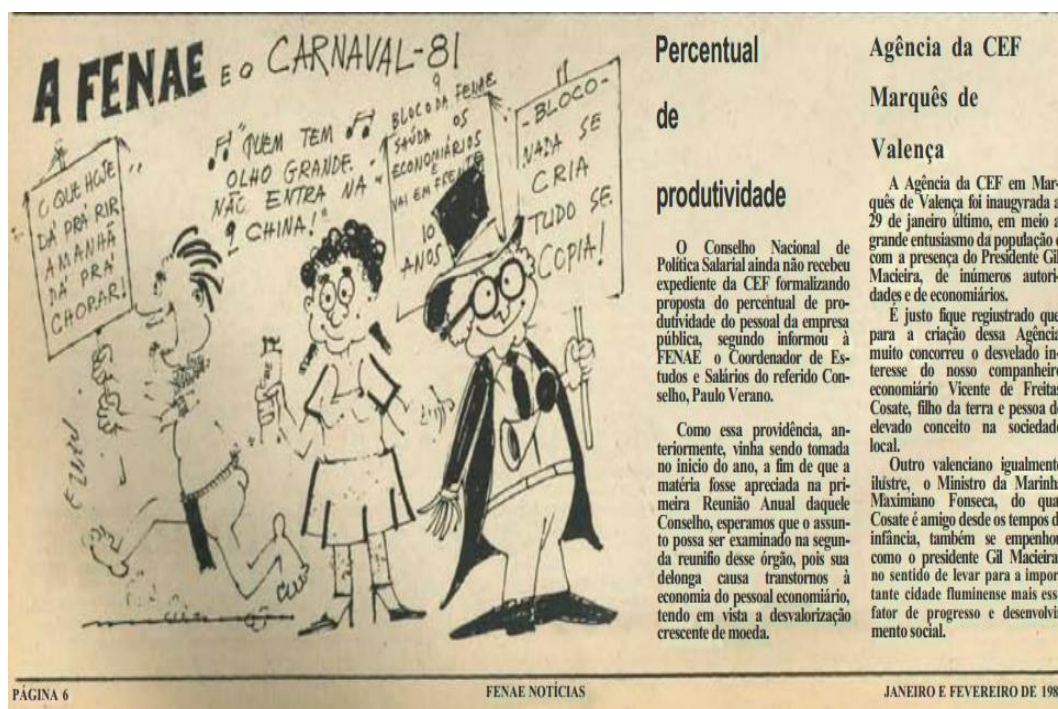 A FENAE E O CARNAVAL-81
O QUE HOJE
DÁ PRÁ RIR
AMANHÃ
DÁ PRÁ
CHORAR!
"QUEM TEM
OLHO GRANDE
NÃO ENTRA NA
CHINA!"
BLOCO DA FENAE
SAÚDA OS
ECONOMIÁRIOS
E
VAI EM FRENTE
10
ANOS
-BLOCO-
NADA SE
CRIA
TUDO SE
COPIA!
Percentual
de
produtividade
O Conselho Nacional de
Política Salarial ainda não recebeu
expediente da CEF formalizando
proposta do percentual de pro-
dutividade do pessoal da empresa
pública, segundo informou à
FENAE o Coordenador de Es-
tudos e Salários do referido Con-
selho, Paulo Verano.
Como essa providência, an-
teriormente, vinha sendo tomada
no inicio do ano, a fim de que a
matéria fosse apreciada na pri-
meira Reunião Anual daquele
Conselho, esperamos que o assun-
to possa ser examinado na segun-
da reunifio desse órgão, pois sua
delonga causa transtornos à
economia do pessoal economiário,
tendo em vista a desvalorização
crescente de moeda.
Agência da CEF
Marquês de
Valença
A Agência da CEF em Mar-
quês de Valença foi inaugyrada a
29 de janeiro último, em meio a
grande entusiasmo da população e
com a presença do Presidente Gil
Macieira, de inúmeros autori-
dades e de economiários.
É justo fique regiustrado que
para a criação dessa Agência
muito concorreu o desvelado in-
teresse do nosso companheiro
economiário Vicente de Freitas
Cosate, filho da terra e pessoa de
elevado conceito na sociedade
local.
Outro valenciano igualmente
ilústre, o Ministro da Marinha
Maximiano Fonseca, do qua
Cosate é amigo desde os tempos d
infância, também se empenhou
como o presidente Gil Macieira
no sentido de levar para a impor
tante cidade fluminense mais ess
fator de progresso e desenvolvi
mento social.
PÁGINA 6
FENAE NOTÍCIAS
JANEIRO E FEVEREIRO DE 198